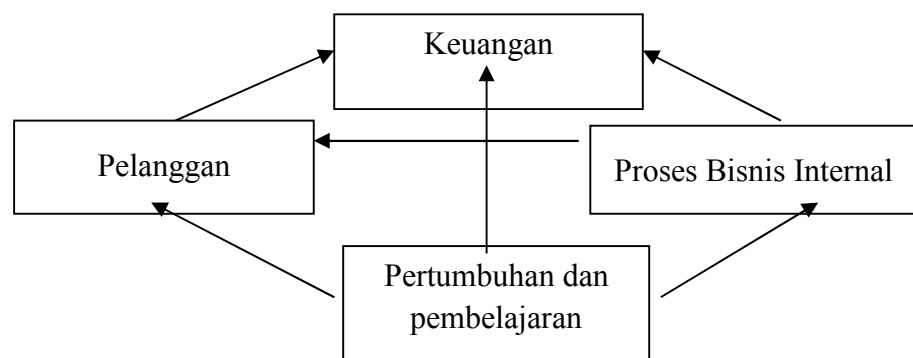 Keuangan
Pelanggan
Proses Bisnis Internal
Pertumbuhan dan
pembelajaran